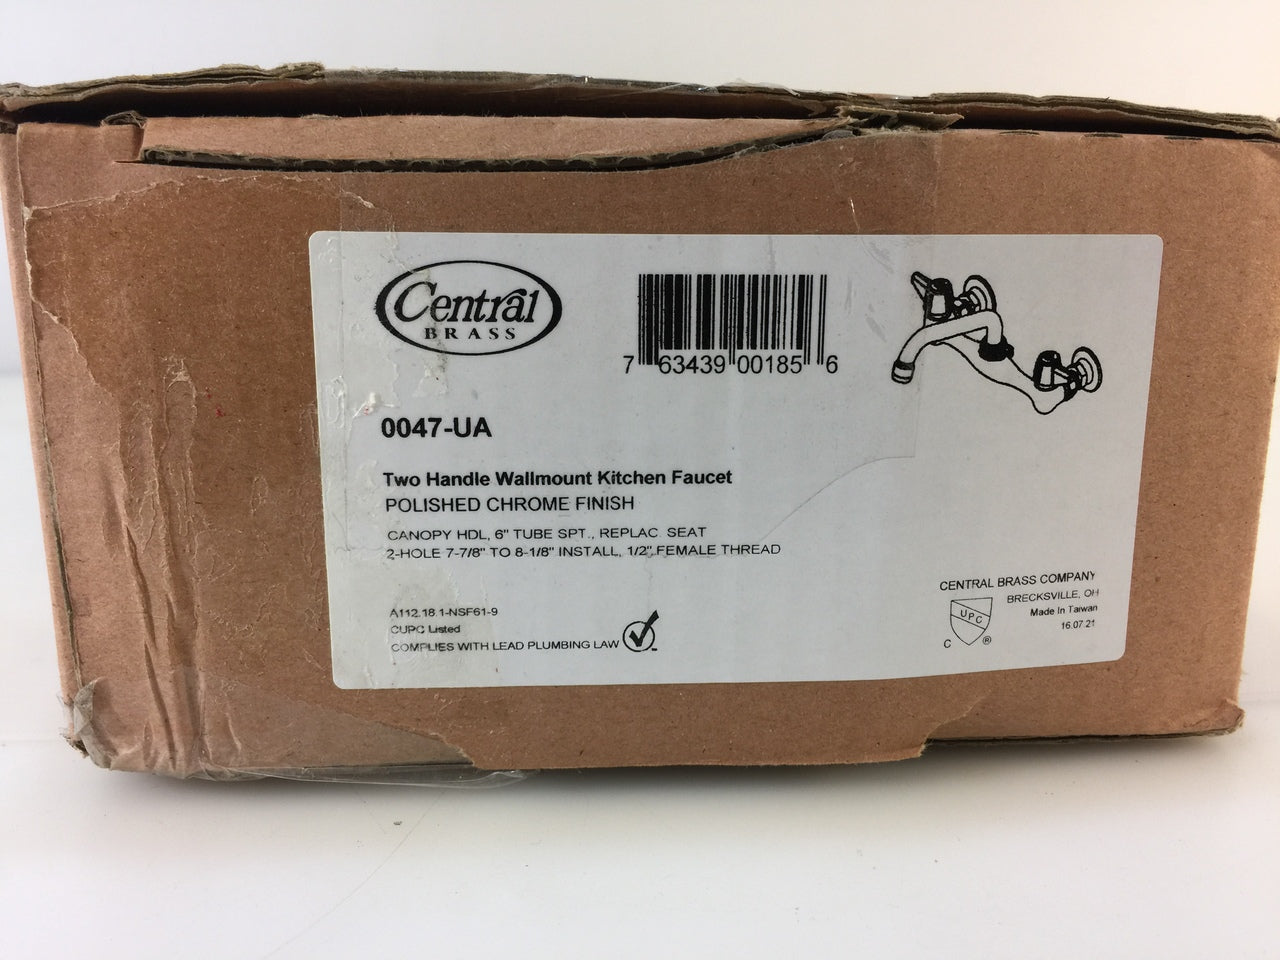 Central
BRASS
7 63439 00185 6
0047-UA
Two Handle Wallmount Kitchen Faucet
POLISHED CHROME FINISH
CANOPY HDL, 6" TUBE SPT., REPLAC. SEAT
2-HOLE 7-7/8" TO 8-1/8" INSTALL, 1/2" FEMALE THREAD
A112.18.1-NSF61-9
CUPC Listed
COMPLIES WITH LEAD PLUMBING LAW
CENTRAL BRASS COMPANY
BRECKSVILLE, OH
Made In Taiwan
16.07.21
UPC
C ®